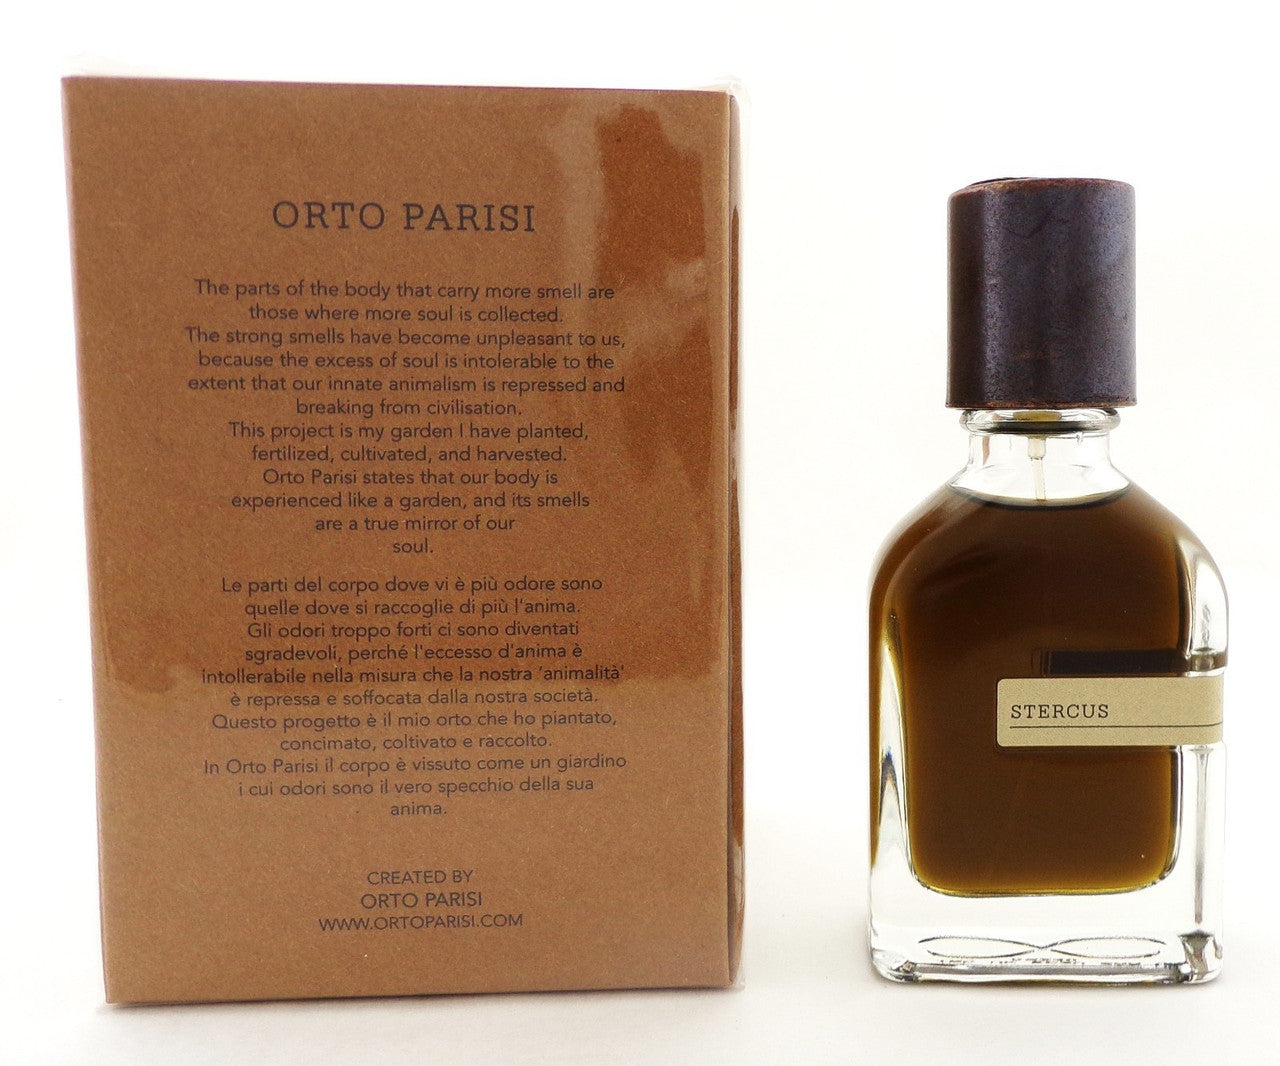 ORTO PARISI
The parts of the body that carry more smell are
those where more soul is collected.
The strong smells have become unpleasant to us,
because the excess of soul is intolerable to the
extent that our innate animalism is repressed and
breaking from civilisation.
This project is my garden I have planted,
fertilized, cultivated, and harvested.
Orto Parisi states that our body is
experienced like a garden, and its smells
are a true mirror of our
soul.
Le parti del corpo dove vi è più odore sono
quelle dove si raccoglie di più l'anima.
Gli odori troppo forti ci sono diventati
sgradevoli, perché l'eccesso d'anima è
intollerabile nella misura che la nostra 'animalità'
è repressa e soffocata dalla nostra società.
Questo progetto è il mio orto che ho piantato,
concimato, coltivato e raccolto.
In Orto Parisi il corpo è vissuto come un giardino
i cui odori sono il vero specchio della sua
anima.
CREATED BY
ORTO PARISI
WWW.ORTOPARISI.COM
STERCUS